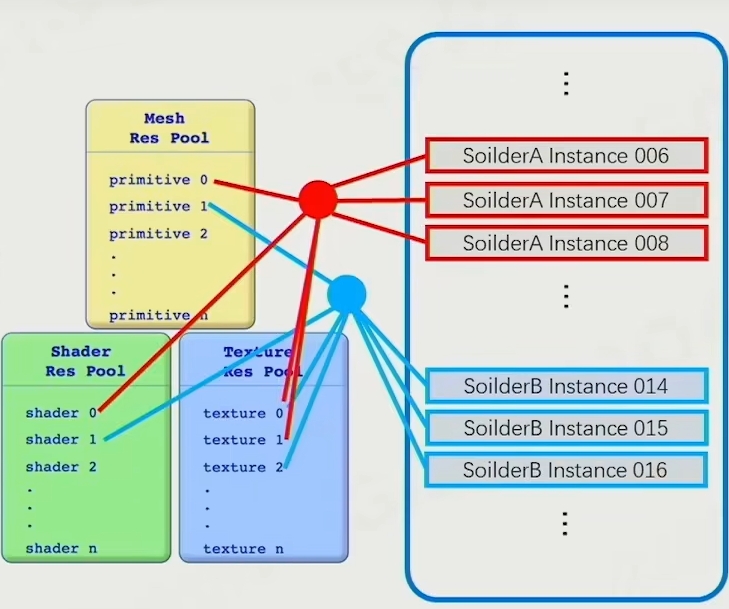 Mesh
Res Pool
primitive 0
primitive 1
primitive 2
.
.
.
primitive n
Shader
Res Pool
shader 0
shader 1
shader 2
.
.
.
shader n
Texture
Res Pool
texture 0
texture 1
texture 2
.
.
.
texture n
⋮
SoilderA Instance 006
SoilderA Instance 007
SoilderA Instance 008
⋮
SoilderB Instance 014
SoilderB Instance 015
SoilderB Instance 016
⋮